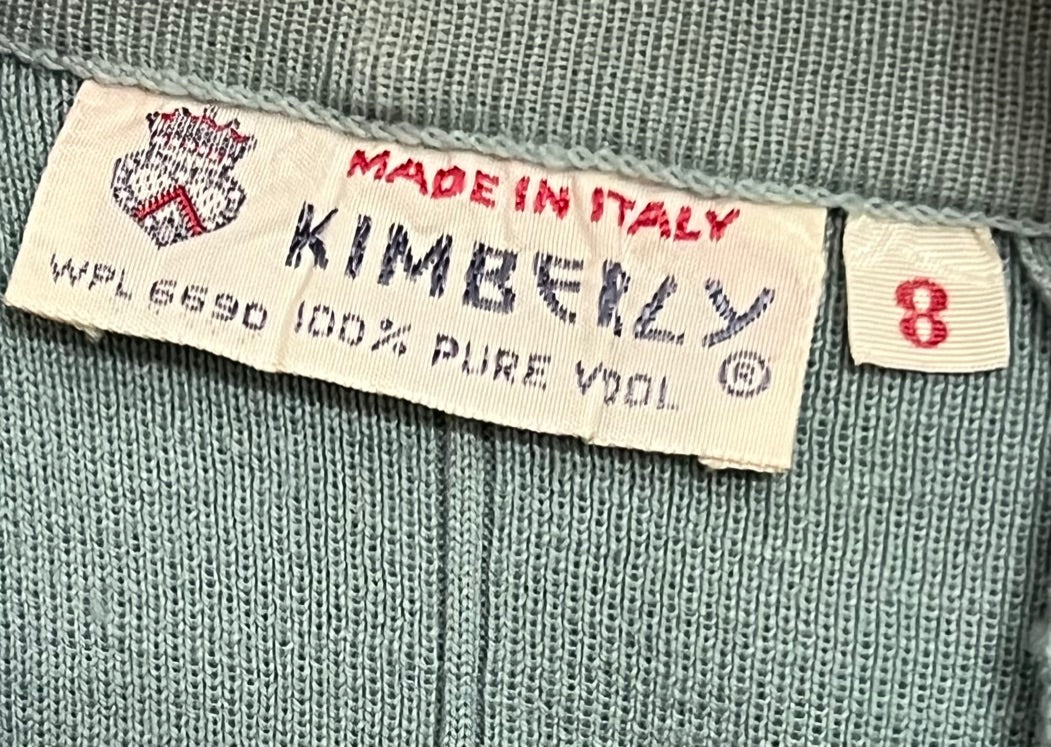 MADE IN ITALY
KIMBERLY ®
WPL 6690 100% PURE WOOL
8